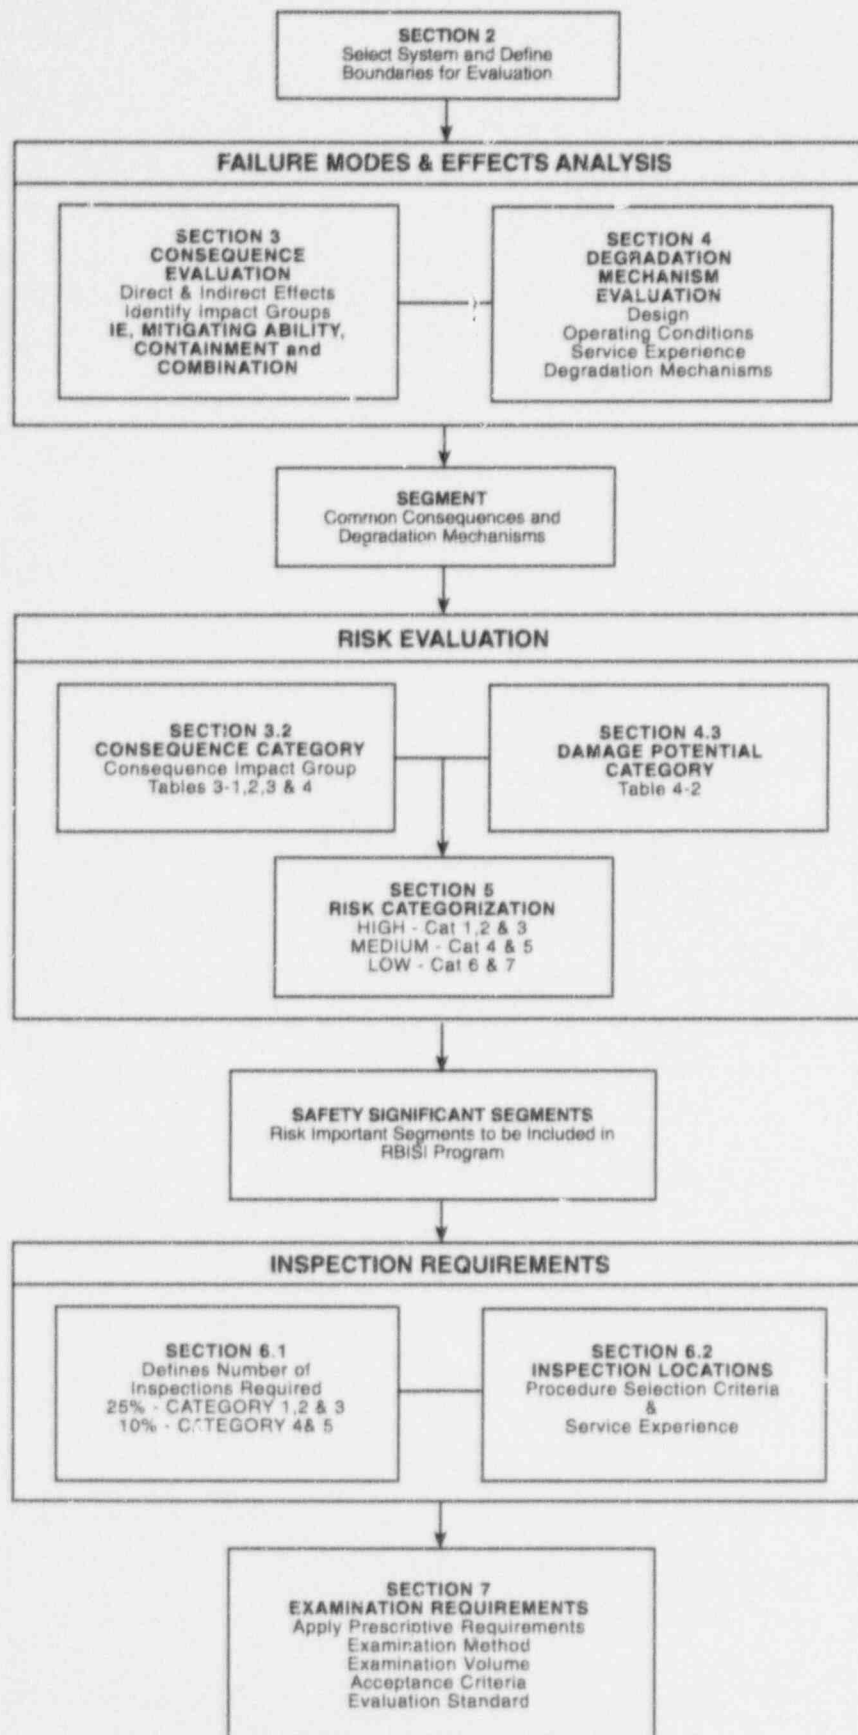 SECTION 2
Select System and Define
Boundaries for Evaluation
FAILURE MODES & EFFECTS ANALYSIS
SECTION 3
CONSEQUENCE
EVALUATION
Direct & Indirect Effects
Identify Impact Groups
IE, MITIGATING ABILITY,
CONTAINMENT and
COMBINATION
SECTION 4
DEGRADATION
MECHANISM
EVALUATION
Design
Operating Conditions
Service Experience
Degradation Mechanisms
SEGMENT
Common Consequences and
Degradation Mechanisms
RISK EVALUATION
SECTION 3.2
CONSEQUENCE CATEGORY
Consequence Impact Group
Tables 3-1,2,3 & 4
SECTION 4.3
DAMAGE POTENTIAL
CATEGORY
Table 4-2
SECTION 5
RISK CATEGORIZATION
HIGH - Cat 1,2 & 3
MEDIUM - Cat 4 & 5
LOW - Cat 6 & 7
SAFETY SIGNIFICANT SEGMENTS
Risk Important Segments to be Included in
RBISI Program
INSPECTION REQUIREMENTS
SECTION 6.1
Defines Number of
Inspections Required
25% - CATEGORY 1,2 & 3
10% - CATEGORY 4& 5
SECTION 6.2
INSPECTION LOCATIONS
Procedure Selection Criteria
&
Service Experience
SECTION 7
EXAMINATION REQUIREMENTS
Apply Prescriptive Requirements
Examination Method
Examination Volume
Acceptance Criteria
Evaluation Standard